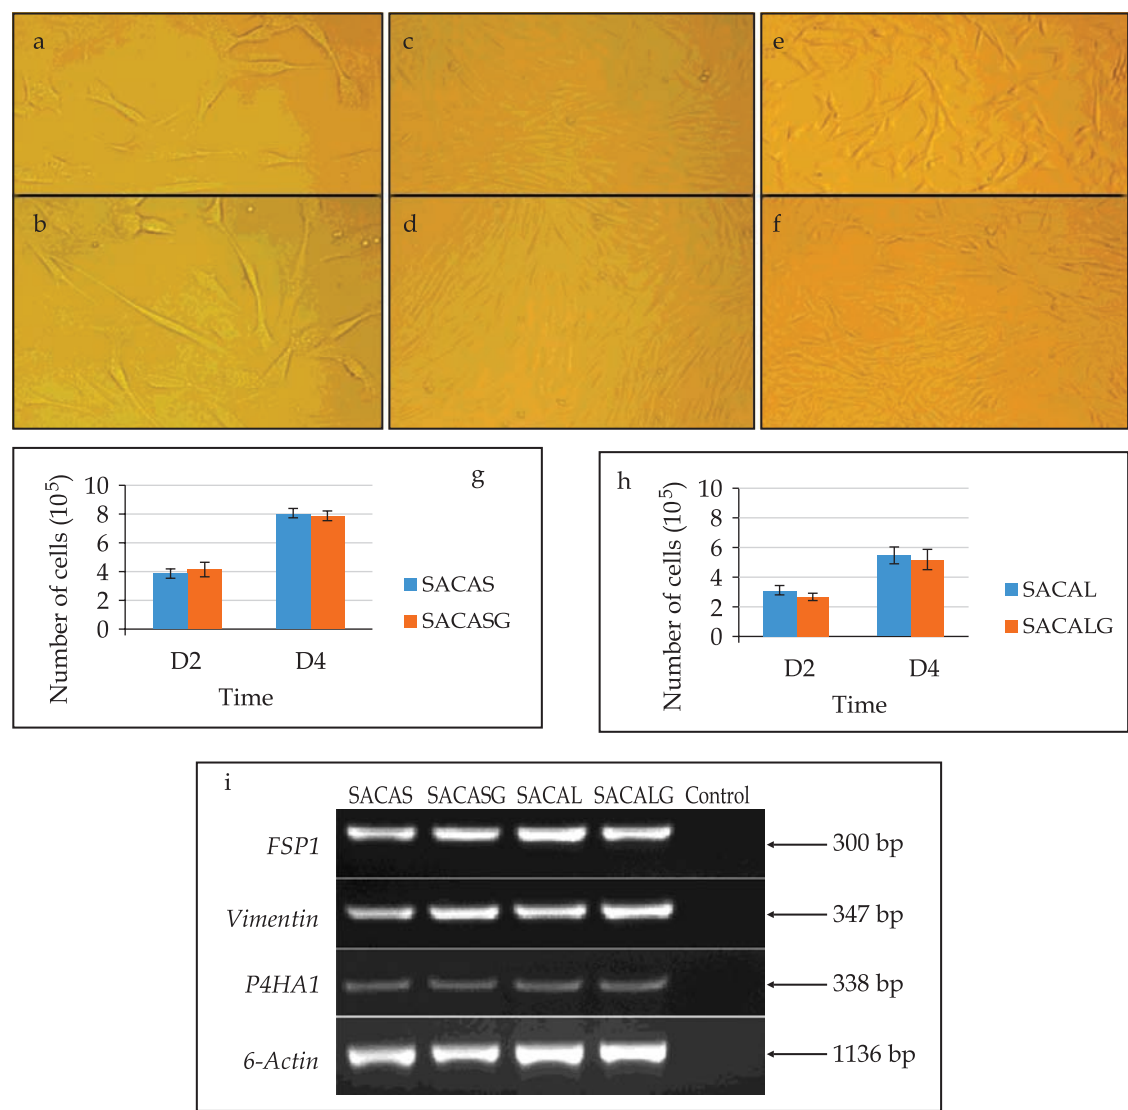 a
c
e
b
d
f
g
Number of cells (10⁵)
10
8
6
4
2
0
D2
D4
Time
SACAS
SACASG
h
Number of cells (10⁵)
10
8
6
4
2
0
D2
D4
Time
SACAL
SACALG
i
SACAS SACASG SACAL SACALG Control
FSP1
300 bp
Vimentin
347 bp
P4HA1
338 bp
6-Actin
1136 bp